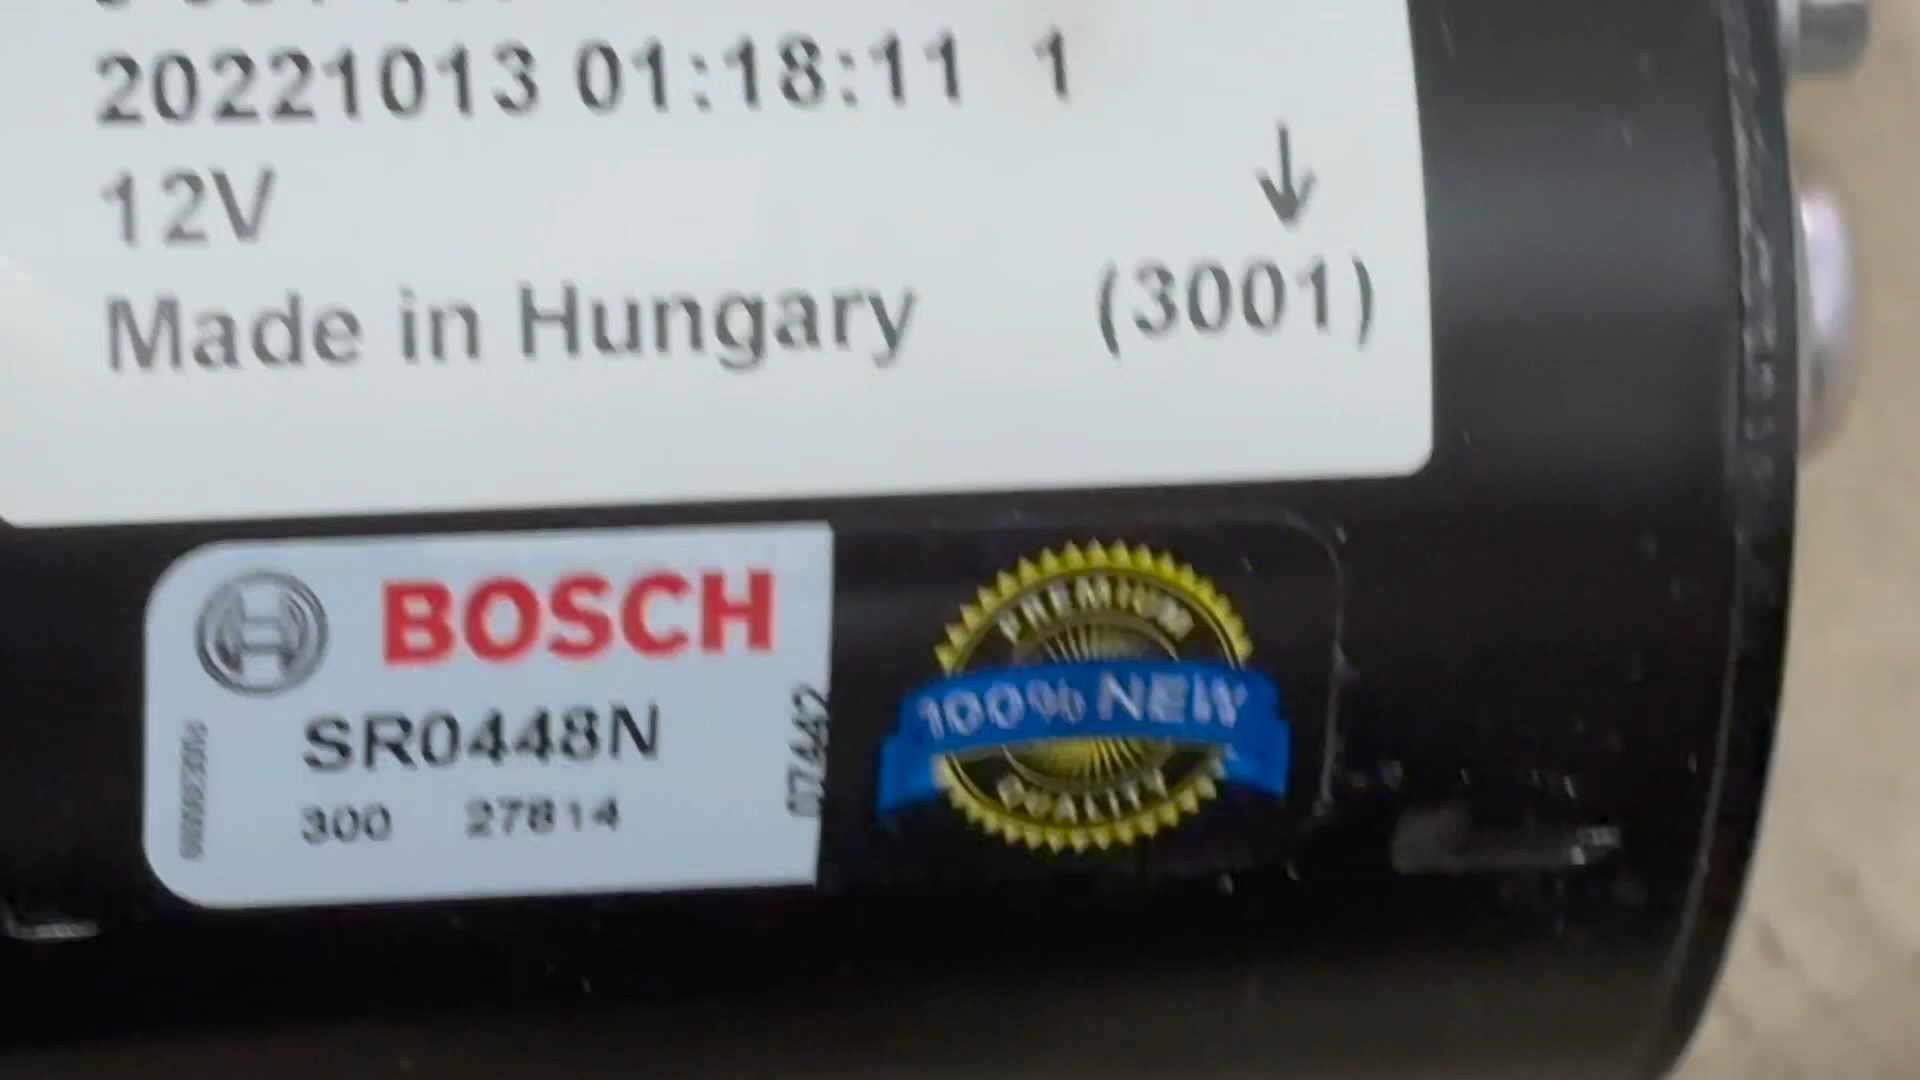 20221013 01:18:11 1
12V
Made in Hungary (3001)
BOSCH
SR0448N
300 27814
PREMIUM
100% NEW
QUALITY